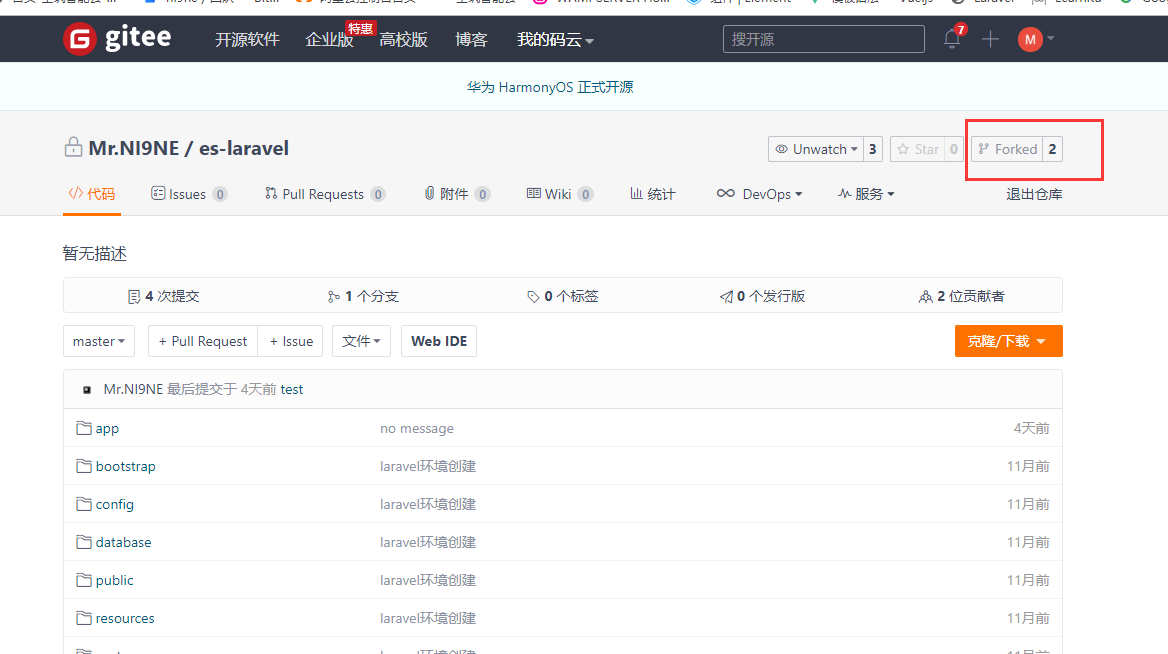 gitee 开源软件 企业版 特惠 高校版 博客 我的码云 搜开源 7 M
华为 HarmonyOS 正式开源
Mr.NI9NE / es-laravel Unwatch 3 Star 0 Forked 2
代码 Issues 0 Pull Requests 0 附件 0 Wiki 0 统计 DevOps 服务 退出仓库
暂无描述
4 次提交 1 个分支 0 个标签 0 个发行版 2 位贡献者
master + Pull Request + Issue 文件 Web IDE 克隆/下载
Mr.NI9NE 最后提交于 4天前 test
app no message 4天前
bootstrap laravel环境创建 11月前
config laravel环境创建 11月前
database laravel环境创建 11月前
public laravel环境创建 11月前
resources laravel环境创建 11月前